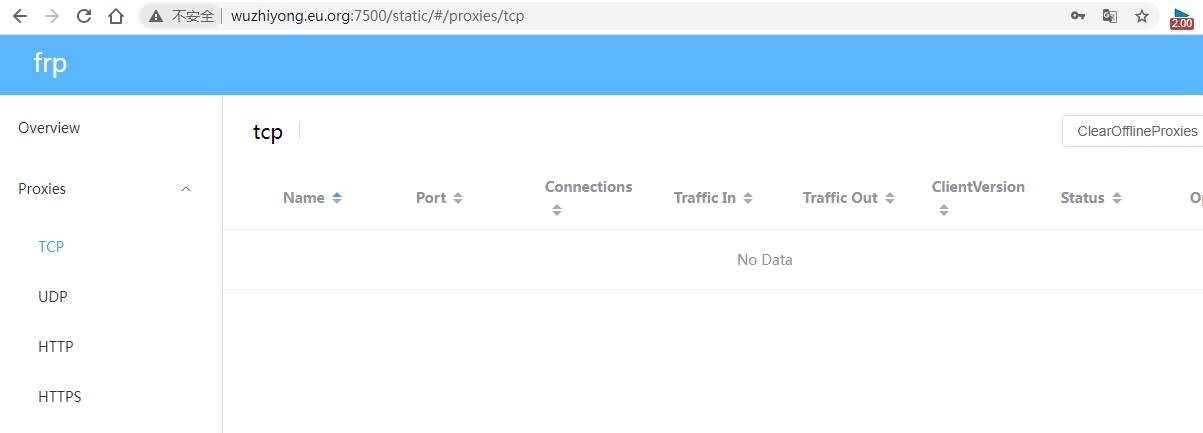 不安全 wuzhiyong.eu.org:7500/static/#/proxies/tcp
2.00
frp
Overview
Proxies
TCP
UDP
HTTP
HTTPS
tcp
ClearOfflineProxies
Name Port Connections Traffic In Traffic Out ClientVersion Status Op
No Data